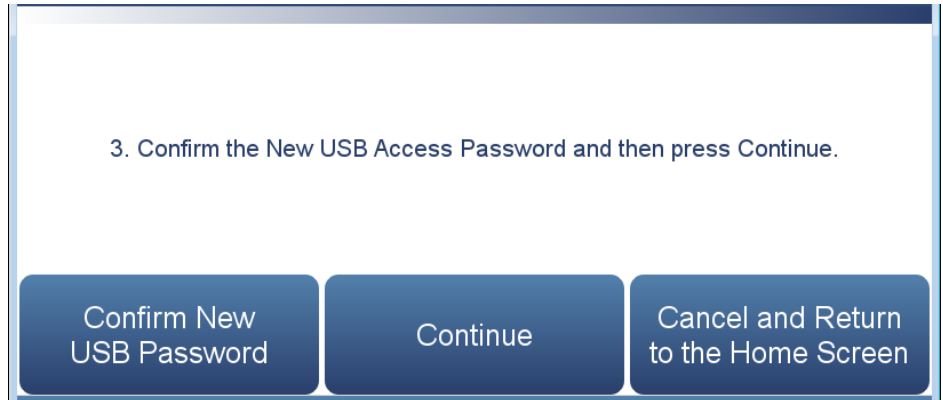 3. Confirm the New USB Access Password and then press Continue.
Confirm New
USB Password
Continue
Cancel and Return
to the Home Screen